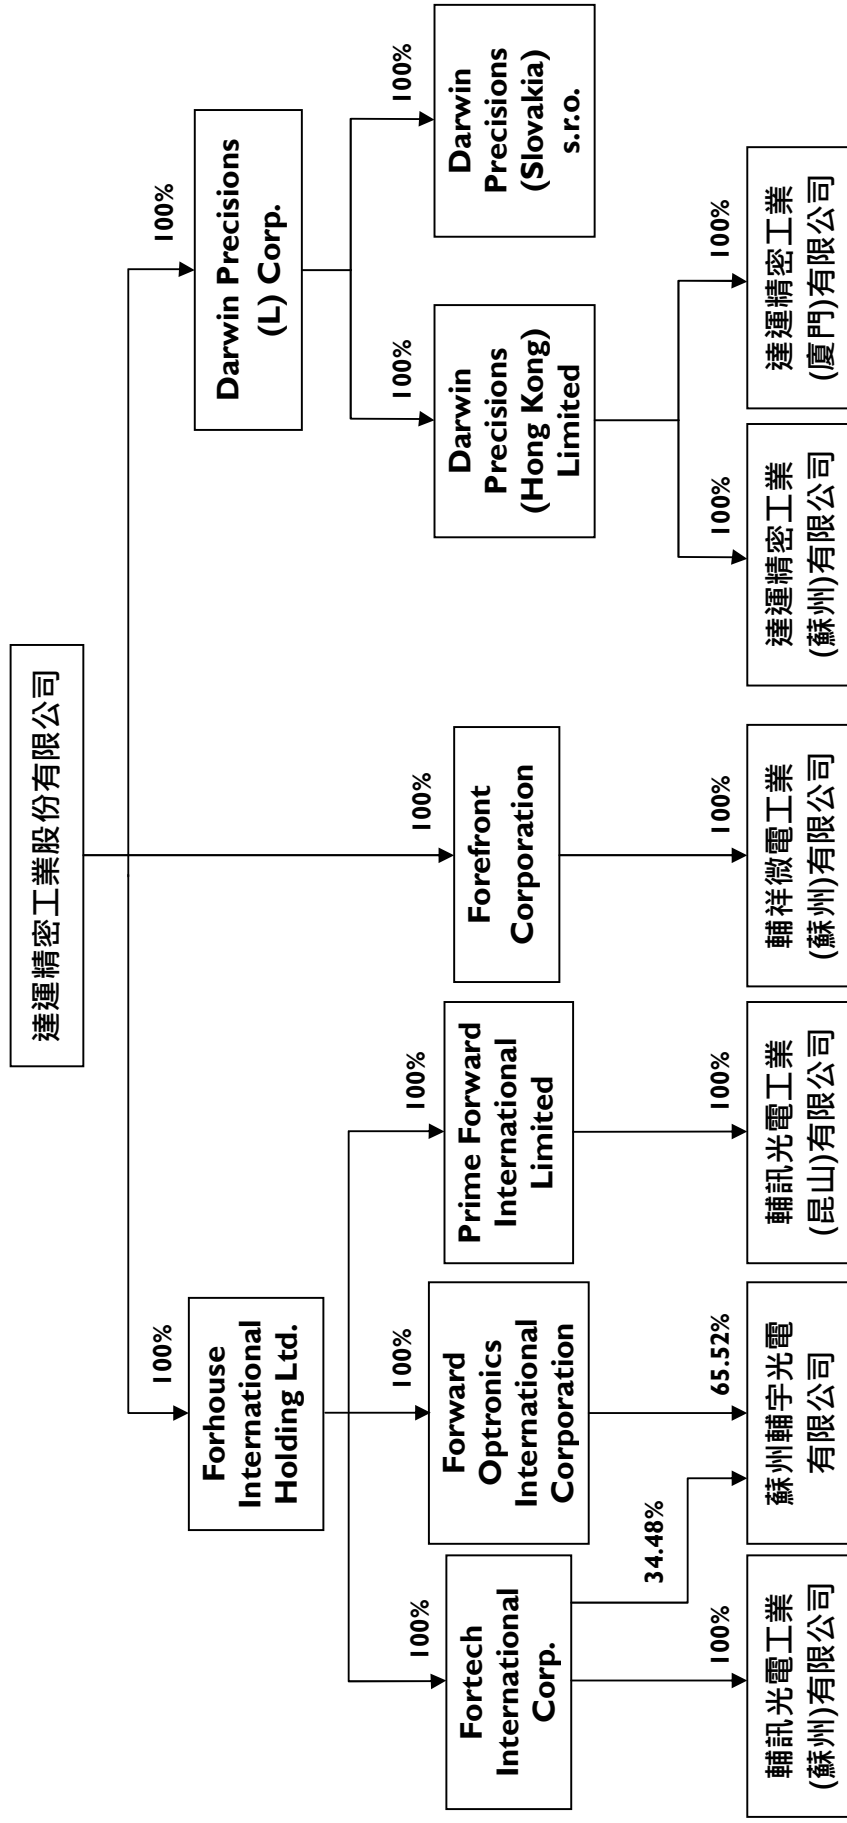 達運精密工業股份有限公司
100%
100%
100%
Forhouse
International
Holding Ltd.
Darwin Precisions
(L) Corp.
100%
100%
100%
100%
100%
Fortech
International
Corp.
Forward
Optronics
International
Corporation
Prime Forward
International
Limited
Forefront
Corporation
Darwin
Precisions
(Hong Kong)
Limited
Darwin
Precisions
(Slovakia)
s.r.o.
100%
34.48%
65.52%
100%
100%
100%
100%
輔訊光電工業
(蘇州)有限公司
蘇州輔宇光電
有限公司
輔訊光電工業
(昆山)有限公司
輔祥微電工業
(蘇州)有限公司
達運精密工業
(蘇州)有限公司
達運精密工業
(廈門)有限公司